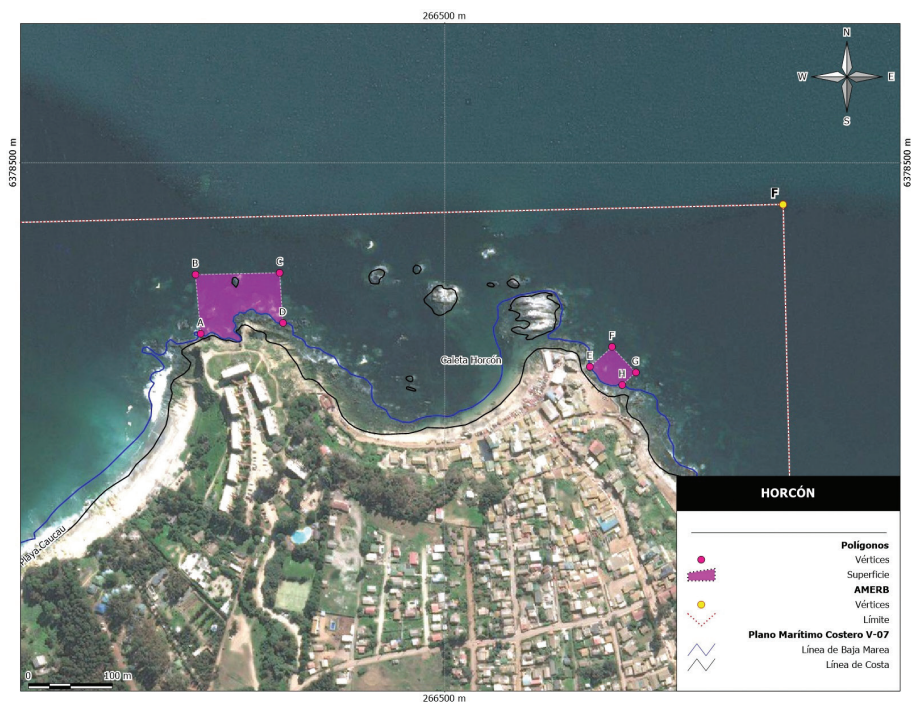 266500 m
N
W
E
S
6378500 m
6378500 m
F
B
C
A
D
F
E
G
H
Caleta Horcón
Playa Caucau
HORCÓN
Polígonos
Vértices
Superficie
AMERB
Vértices
Límite
Plano Marítimo Costero V-07
Línea de Baja Marea
Línea de Costa
0 100 m
266500 m